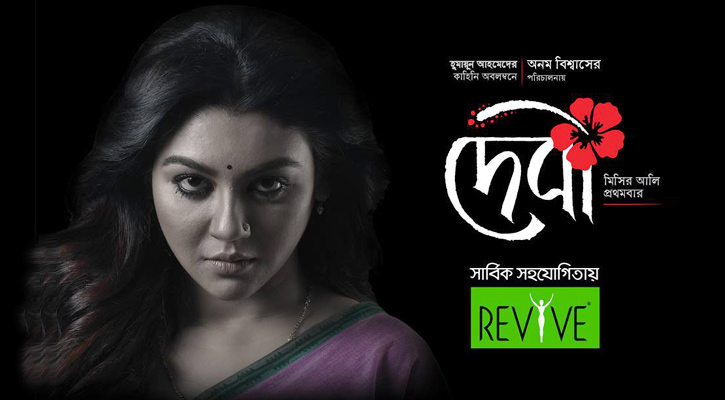 হুমায়ূন আহমেদের
কাহিনি অবলম্বনে
অনম বিশ্বাসের
পরিচালনায়
দেবী
মিসির আলি
প্রথমবার
সার্বিক সহযোগিতায়
REVIVE®